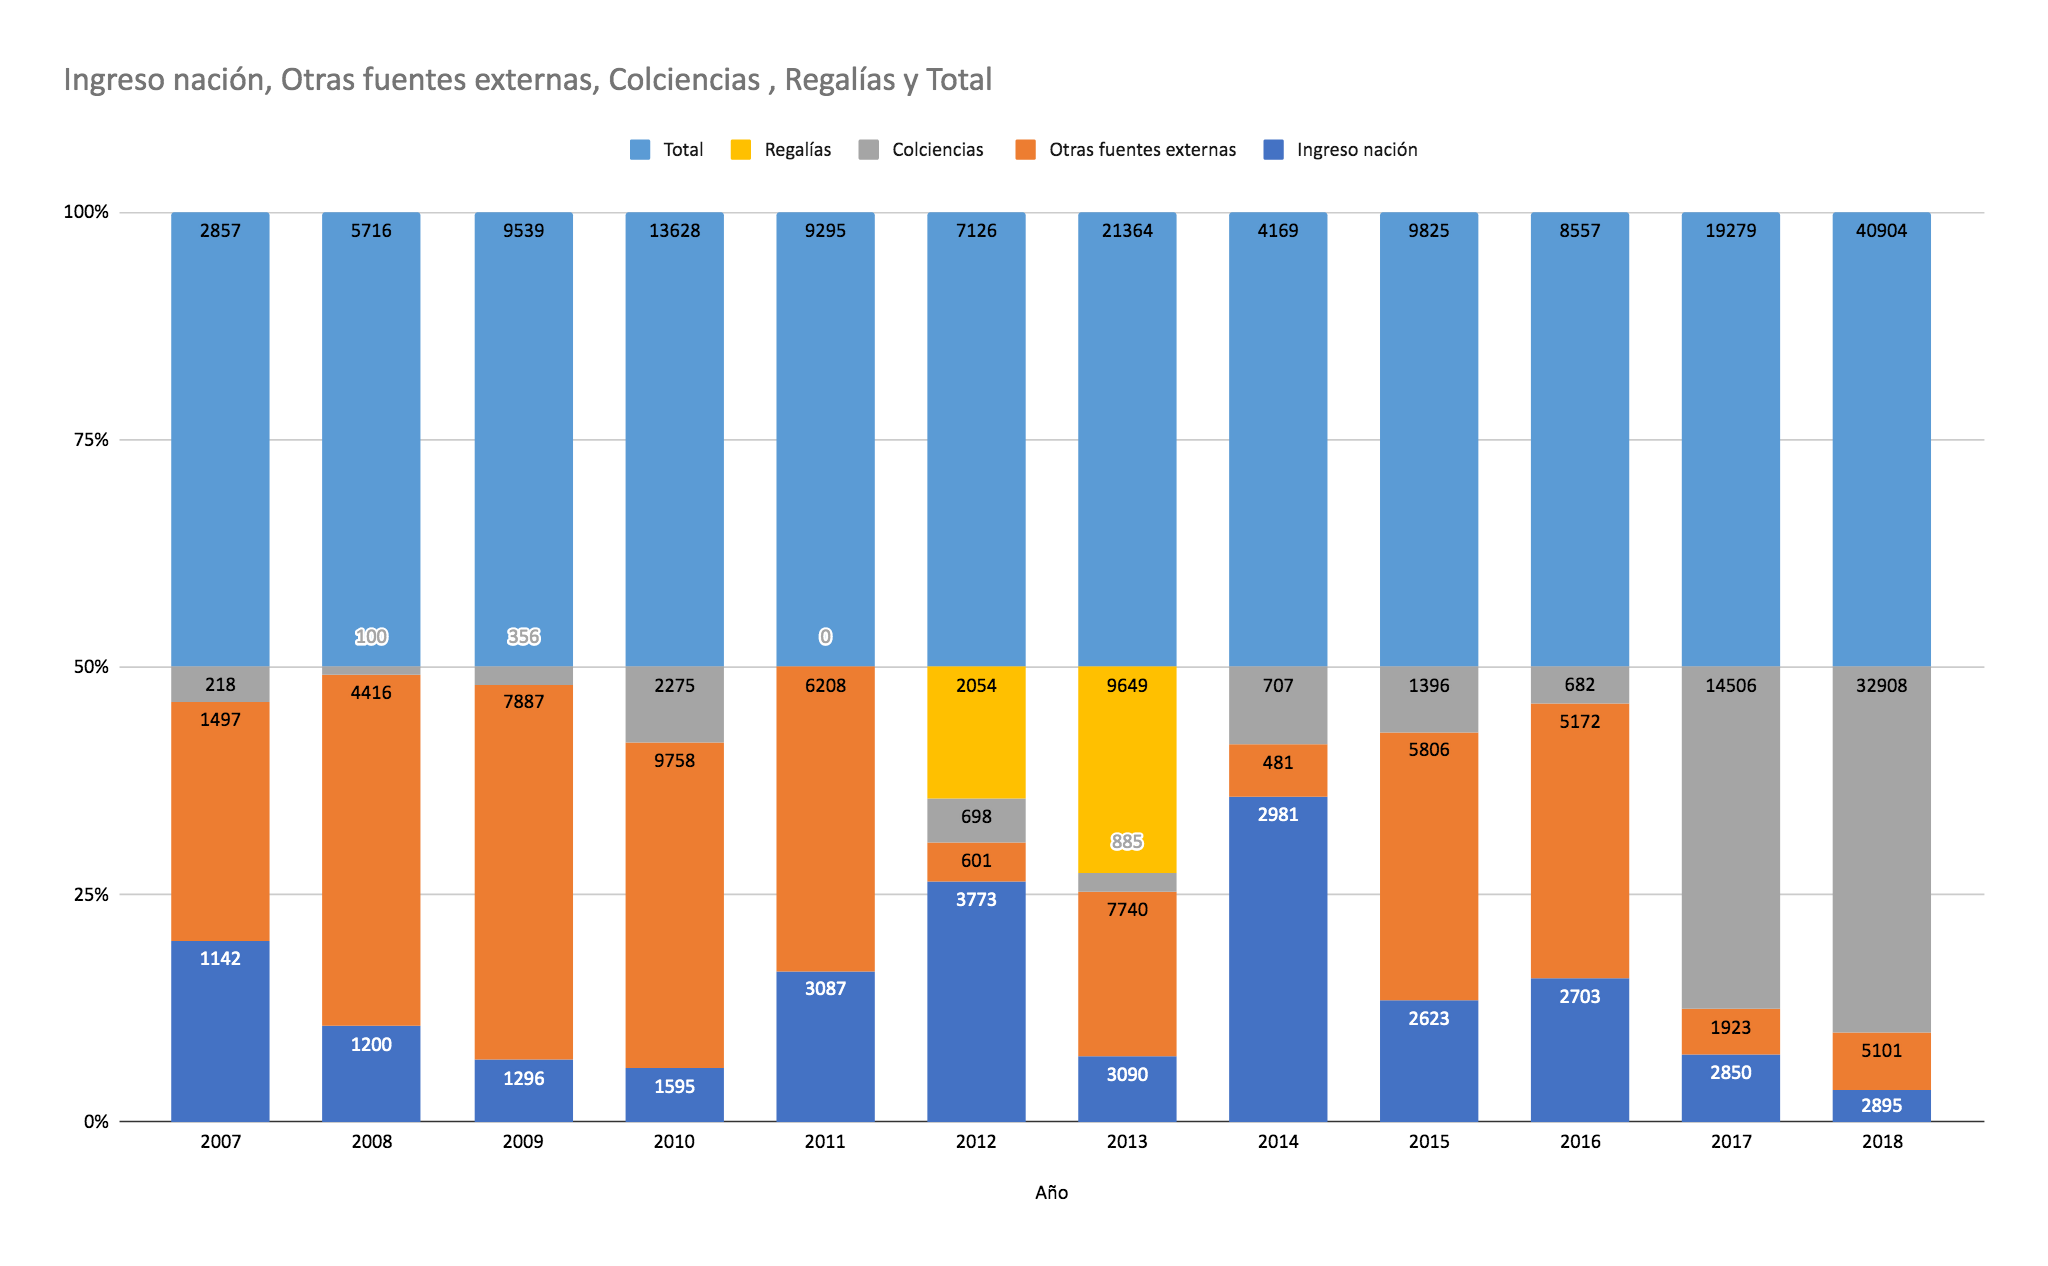 Ingreso nación, Otras fuentes externas, Colciencias , Regalías y Total
Total Regalías Colciencias Otras fuentes externas Ingreso nación
100%
2857 5716 9539 13628 9295 7126 21364 4169 9825 8557 19279 40904
75%
100 356 0
50%
218 4416 7887 2275 6208 2054 9649 707 1396 682 14506 32908
1497 9758 481 5806 5172
698 885 2981
601
25%
3773 7740
1142 3087 2623 2703
1200 1296 1595 3090 1923 5101
2850 2895
0%
2007 2008 2009 2010 2011 2012 2013 2014 2015 2016 2017 2018
Año